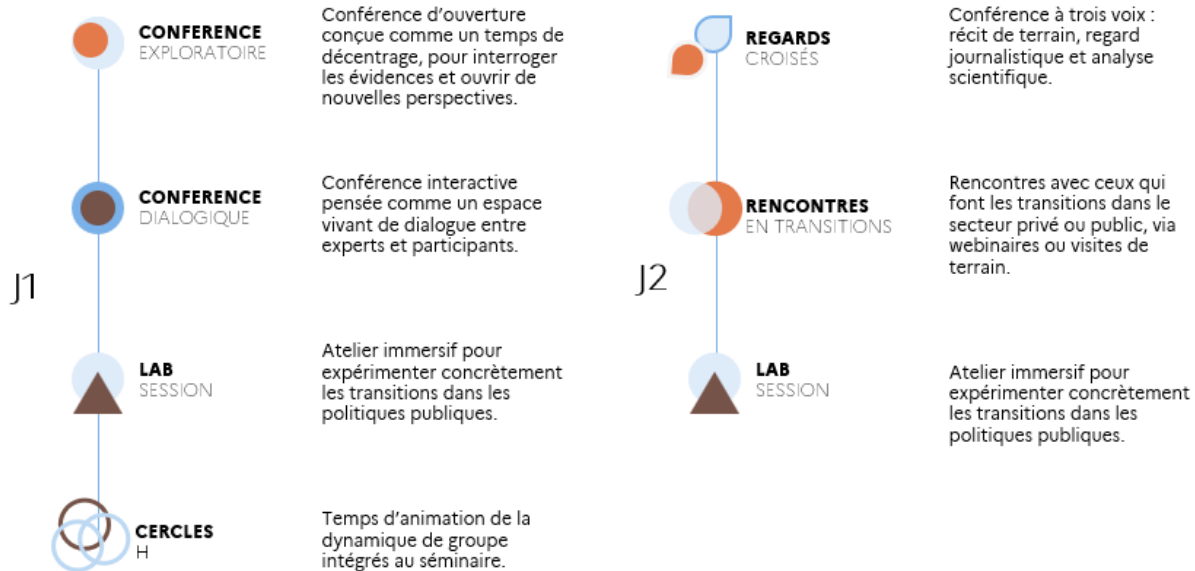 J1
CONFERENCE
EXPLORATOIRE
Conférence d’ouverture
conçue comme un temps de
décentrage, pour interroger
les évidences et ouvrir de
nouvelles perspectives.
CONFERENCE
DIALOGIQUE
Conférence interactive
pensée comme un espace
vivant de dialogue entre
experts et participants.
LAB
SESSION
Atelier immersif pour
expérimenter concrètement
les transitions dans les
politiques publiques.
CERCLES
H
Temps d’animation de la
dynamique de groupe
intégrés au séminaire.
J2
REGARDS
CROISÉS
Conférence à trois voix :
récit de terrain, regard
journalistique et analyse
scientifique.
RENCONTRES
EN TRANSITIONS
Rencontres avec ceux qui
font les transitions dans le
secteur privé ou public, via
webinaires ou visites de
terrain.
LAB
SESSION
Atelier immersif pour
expérimenter concrètement
les transitions dans les
politiques publiques.